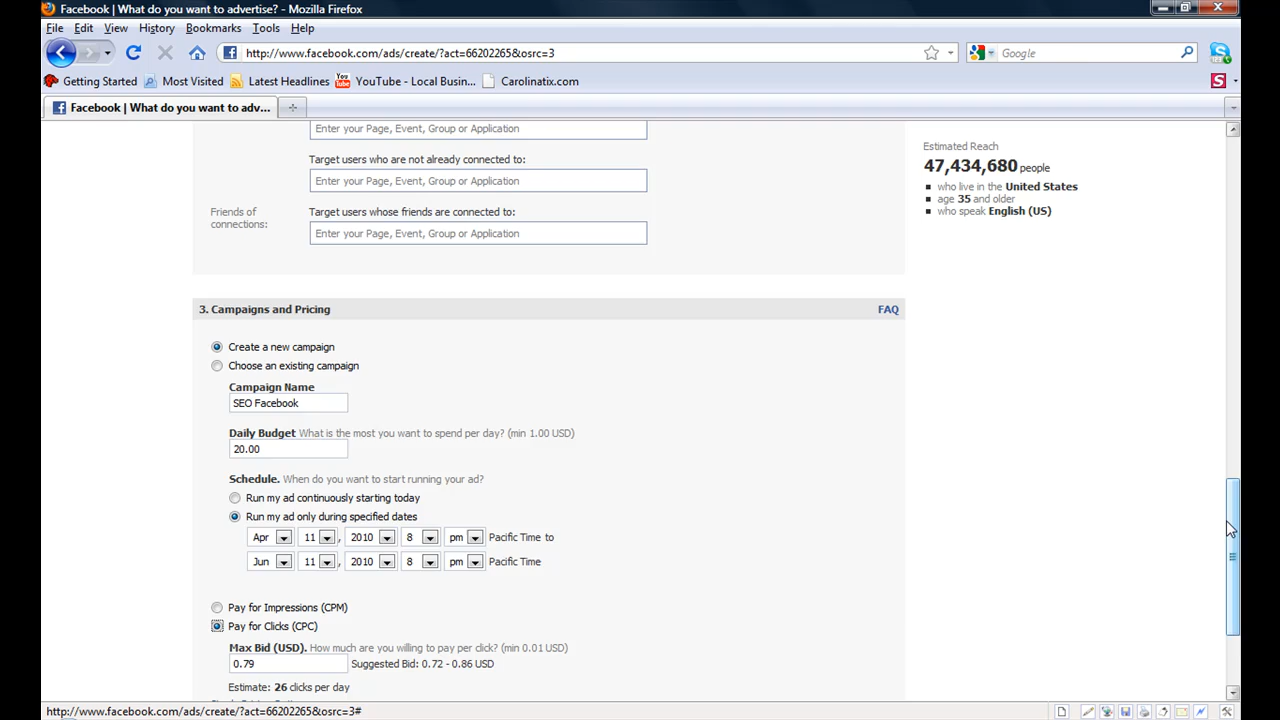 Facebook | What do you want to advertise? - Mozilla Firefox
File Edit View History Bookmarks Tools Help
http://www.facebook.com/ads/create/?act=66202265&osrc=3
Google
Getting Started Most Visited Latest Headlines You Tube YouTube - Local Busin... Carolinatix.com S
Facebook | What do you want to adv...
Enter your Page, Event, Group or Application
Target users who are not already connected to:
Enter your Page, Event, Group or Application
Friends of connections:
Target users whose friends are connected to:
Enter your Page, Event, Group or Application
Estimated Reach
47,434,680 people
who live in the United States
age 35 and older
who speak English (US)
3. Campaigns and Pricing FAQ
Create a new campaign
Choose an existing campaign
Campaign Name
SEO Facebook
Daily Budget What is the most you want to spend per day? (min 1.00 USD)
20.00
Schedule. When do you want to start running your ad?
Run my ad continuously starting today
Run my ad only during specified dates
Apr 11 , 2010 8 pm Pacific Time to
Jun 11 , 2010 8 pm Pacific Time
Pay for Impressions (CPM)
Pay for Clicks (CPC)
Max Bid (USD). How much are you willing to pay per click? (min 0.01 USD)
0.79 Suggested Bid: 0.72 - 0.86 USD
Estimate: 26 clicks per day
http://www.facebook.com/ads/create/?act=66202265&osrc=3#